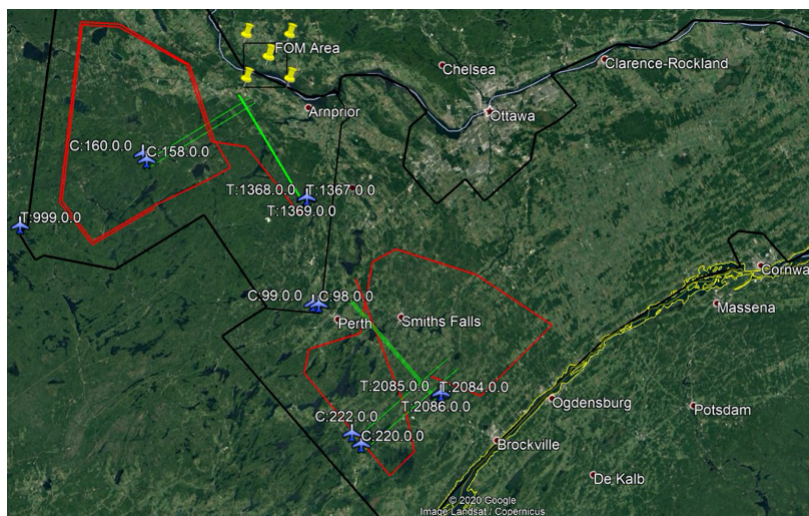 FOM Area
Chelsea
Clarence-Rockland
Arnprior
Ottawa
C:160.0.0
C:158.0.0
T:1368.0.0
T:1367.0.0
T:1369.0.0
T:999.0.0
Cornwa
C:99.0.0
C:98.0.0
Massena
Perth
Smiths Falls
T:2085.0.0
T:2084.0.0
T:2086.0.0
Ogdensburg
Potsdam
C:222.0.0
C:220.0.0
Brockville
De Kalb
© 2020 Google
Image Landsat / Copernicus